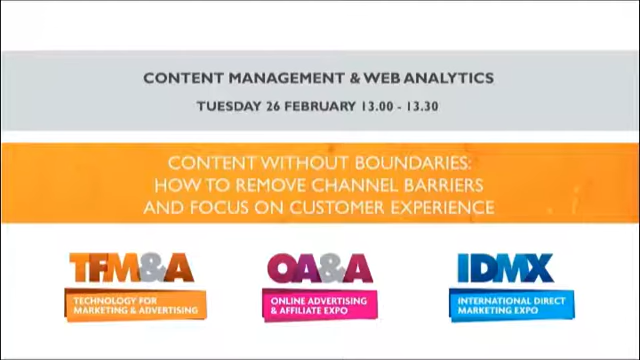 CONTENT MANAGEMENT & WEB ANALYTICS
TUESDAY 26 FEBRUARY 13.00 - 13.30
CONTENT WITHOUT BOUNDARIES:
HOW TO REMOVE CHANNEL BARRIERS
AND FOCUS ON CUSTOMER EXPERIENCE
TFM&A
TECHNOLOGY FOR
MARKETING & ADVERTISING
OA&A
ONLINE ADVERTISING
& AFFILIATE EXPO
IDMX
INTERNATIONAL DIRECT
MARKETING EXPO